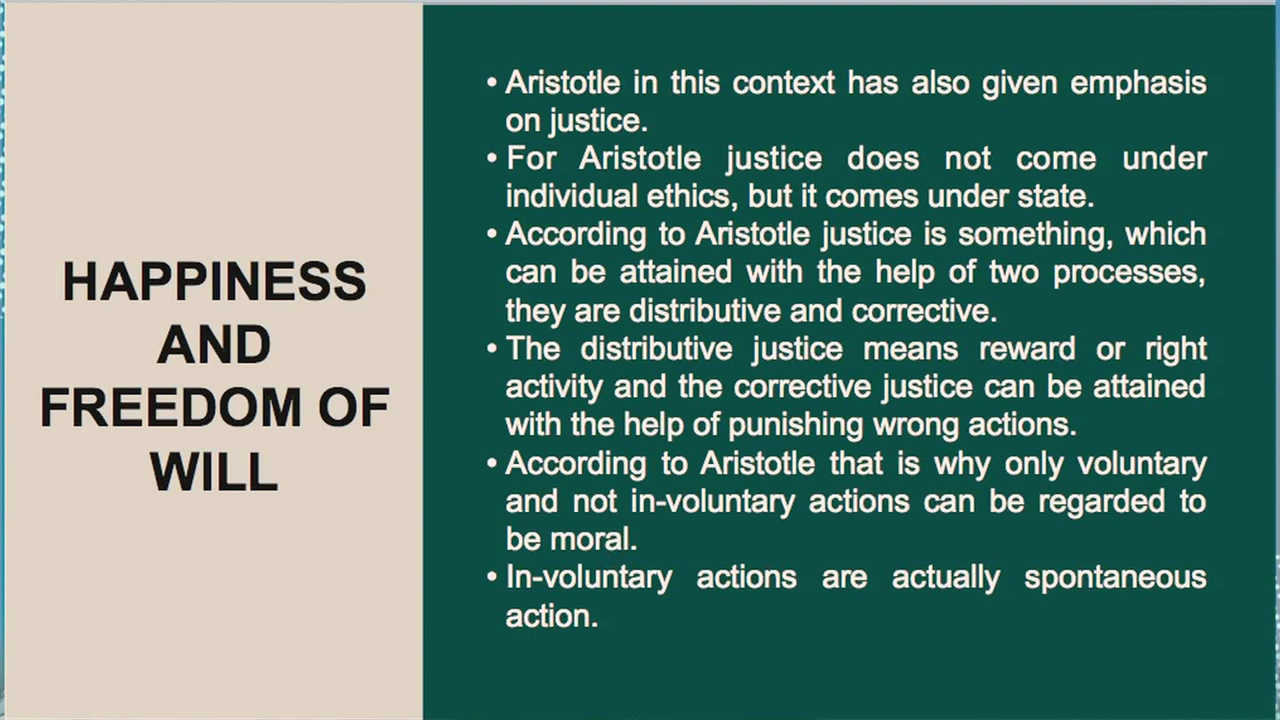 HAPPINESS
AND
FREEDOM OF
WILL
• Aristotle in this context has also given emphasis
on justice.
• For Aristotle justice does not come under
individual ethics, but it comes under state.
• According to Aristotle justice is something, which
can be attained with the help of two processes,
they are distributive and corrective.
• The distributive justice means reward or right
activity and the corrective justice can be attained
with the help of punishing wrong actions.
• According to Aristotle that is why only voluntary
and not in-voluntary actions can be regarded to
be moral.
• In-voluntary actions are actually spontaneous
action.